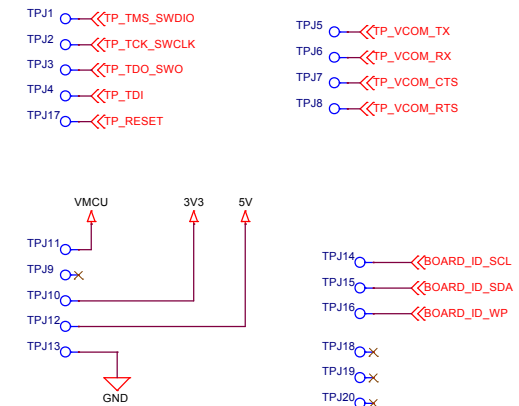 TPJ1 TP_TMS_SWDIO
TPJ2 TP_TCK_SWCLK
TPJ3 TP_TDO_SWO
TPJ4 TP_TDI
TPJ17 TP_RESET
TPJ5 TP_VCOM_TX
TPJ6 TP_VCOM_RX
TPJ7 TP_VCOM_CTS
TPJ8 TP_VCOM_RTS
VMCU 3V3 5V
TPJ11
TPJ9
TPJ10
TPJ12
TPJ13
GND
TPJ14 BOARD_ID_SCL
TPJ15 BOARD_ID_SDA
TPJ16 BOARD_ID_WP
TPJ18
TPJ19
TPJ20